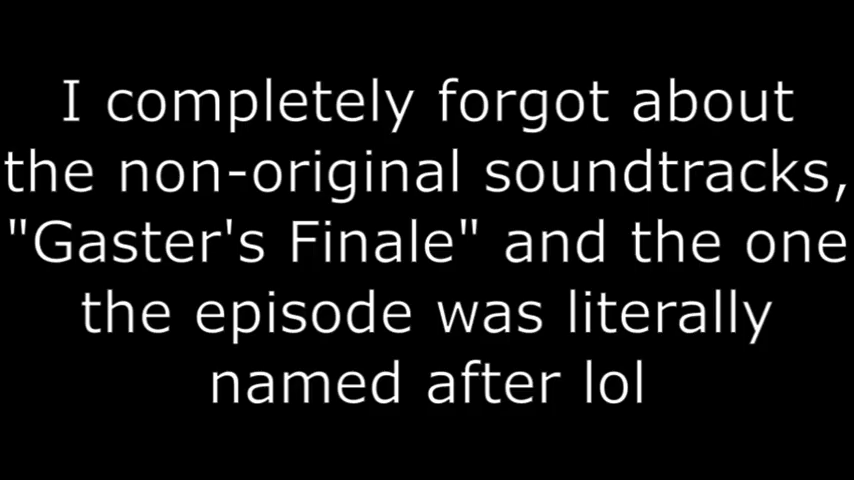 I completely forgot about
the non-original soundtracks,
"Gaster's Finale" and the one
the episode was literally
named after lol